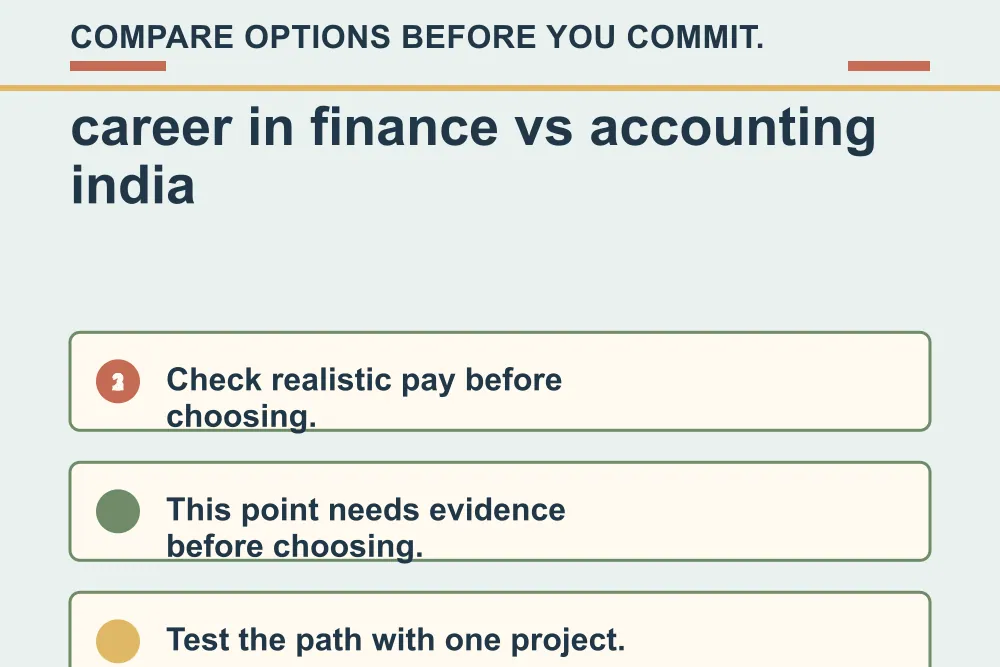 COMPARE OPTIONS BEFORE YOU COMMIT.
career in finance vs accounting
india
Check realistic pay before
choosing.
This point needs evidence
before choosing.
Test the path with one project.